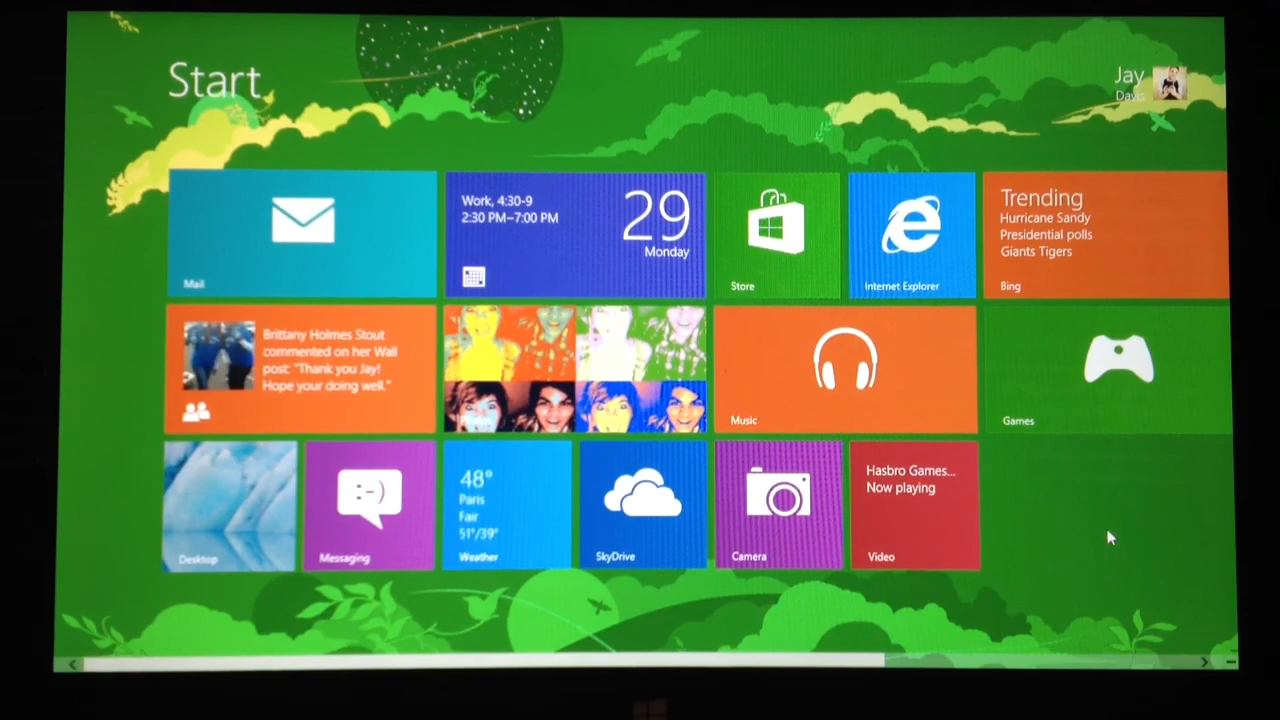 Start
Jay
Davis
Mail
Work, 4:30-9
2:30 PM–7:00 PM
29
Monday
Store
Internet Explorer
Trending
Hurricane Sandy
Presidential polls
Giants Tigers
Bing
Brittany Holmes Stout
commented on her Wall
post: "Thank you Jay!
Hope your doing well."
Music
Games
Desktop
:-)
Messaging
48°
Paris
Fair
51°/39°
Weather
SkyDrive
Camera
Hasbro Games...
Now playing
Video